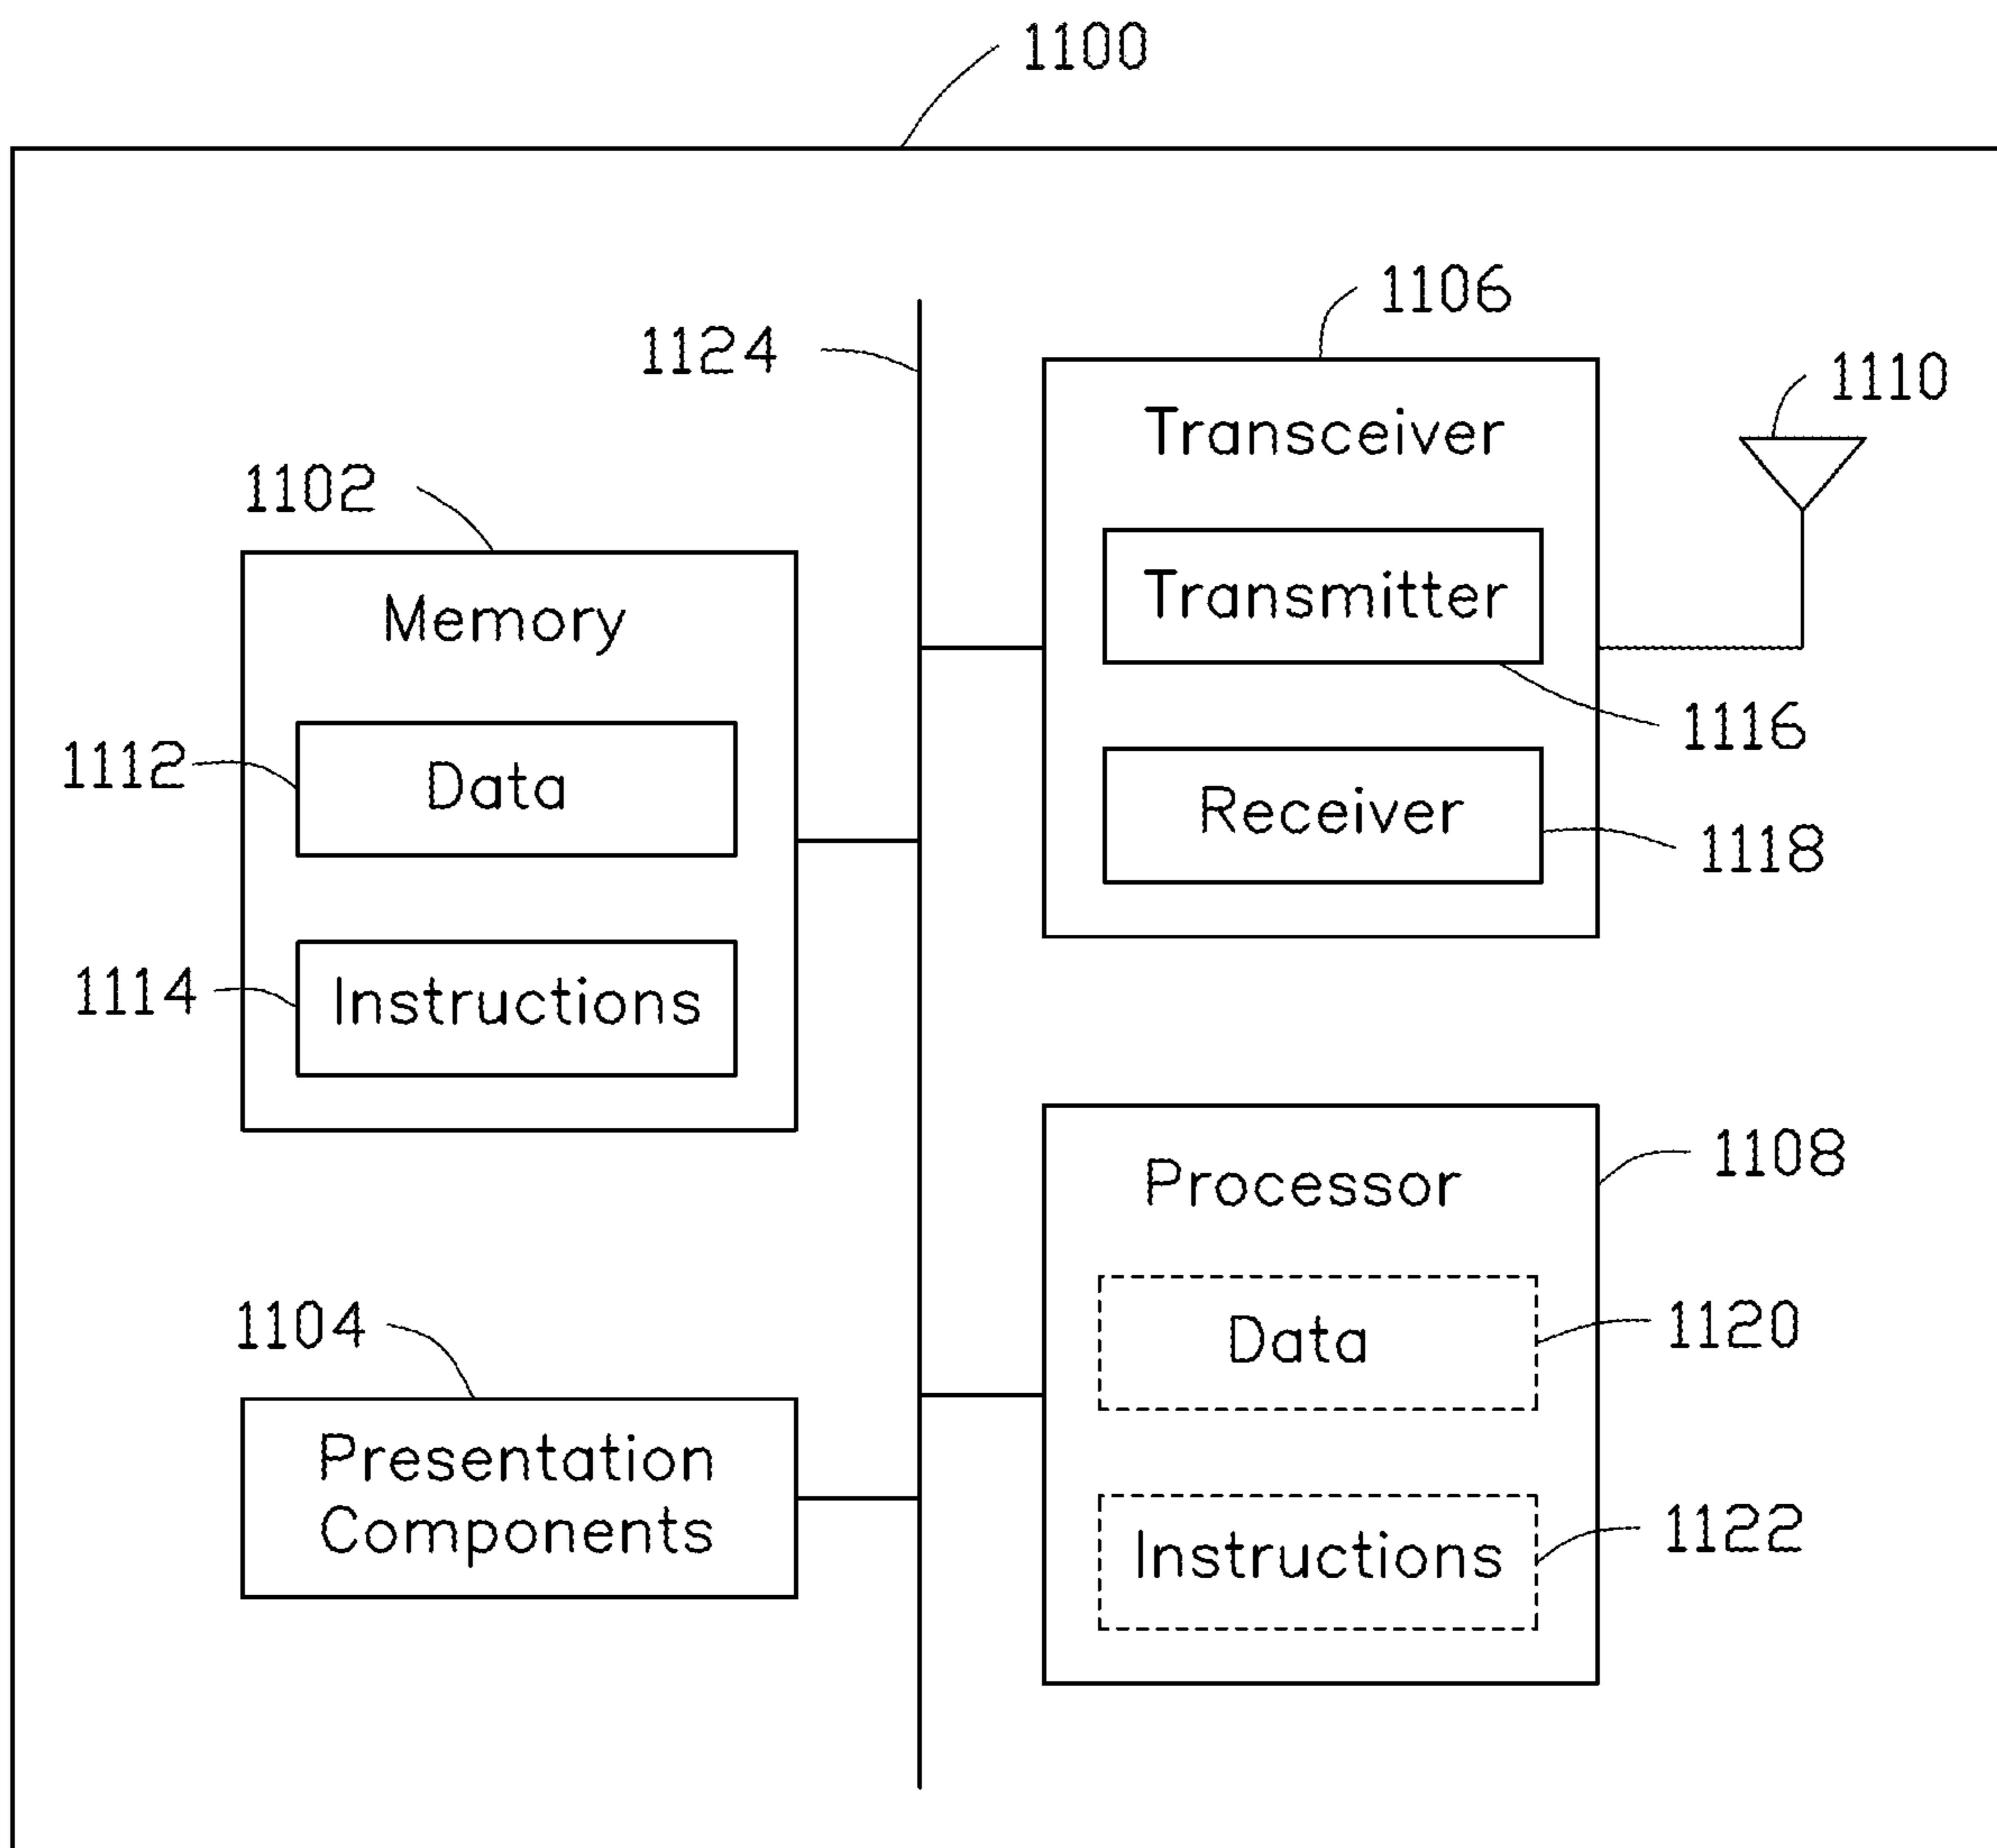 1100
1106
1124
1110
Transceiver
1102
Transmitter
Memory
1116
1112
Data
Receiver
1118
1114
Instructions
1108
Processor
1104
1120
Data
Presentation
Components
1122
Instructions